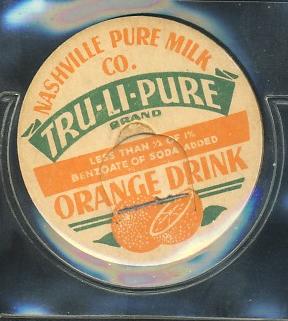 NASHVILLE PURE MILK
CO.
TRU-LI-PURE
BRAND
LESS THAN ⅒ OF 1%
BENZOATE OF SODA ADDED
ORANGE DRINK